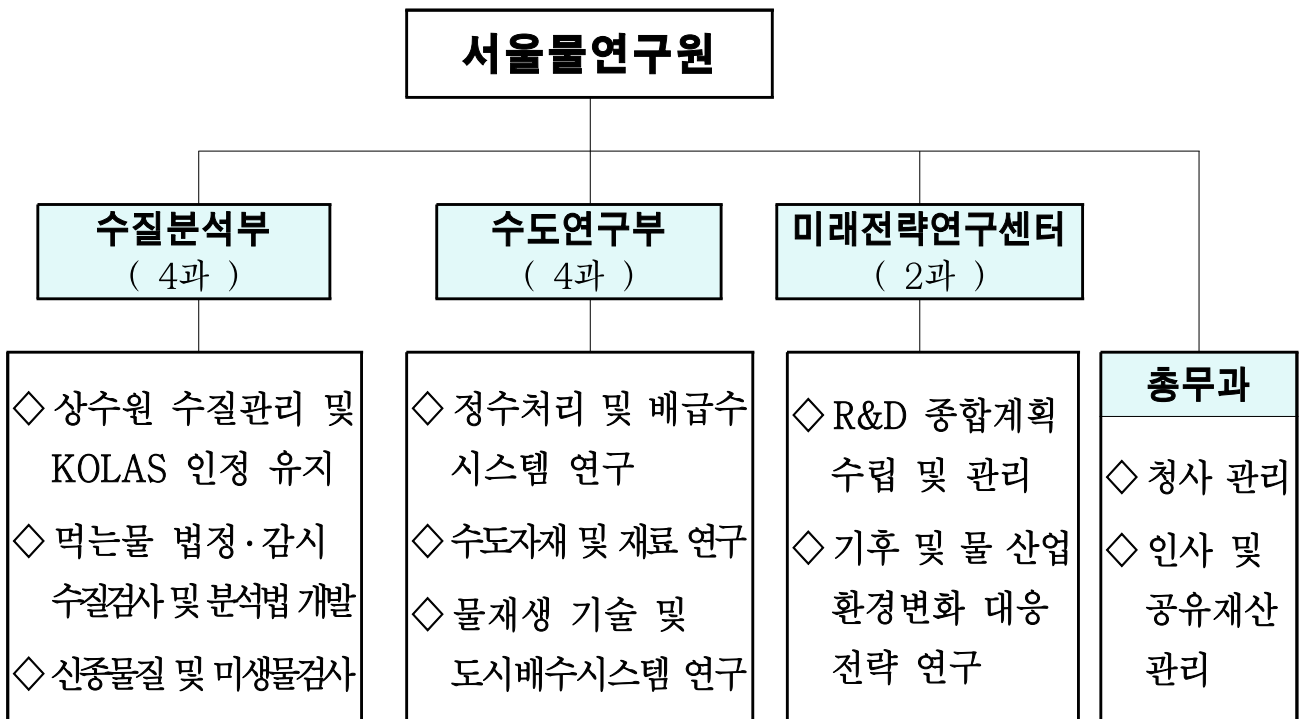 서울물연구원
수질분석부
( 4과 )
수도연구부
( 4과 )
미래전략연구센터
( 2과 )
◇ 상수원 수질관리 및
KOLAS 인정 유지
◇ 먹는물 법정·감시
수질검사 및 분석법 개발
◇ 신종물질 및 미생물검사
◇ 정수처리 및 배급수
시스템 연구
◇ 수도자재 및 재료 연구
◇ 물재생 기술 및
도시배수시스템 연구
◇ R&D 종합계획
수립 및 관리
◇ 기후 및 물 산업
환경변화 대응
전략 연구
총무과
◇ 청사 관리
◇ 인사 및
공유재산
관리